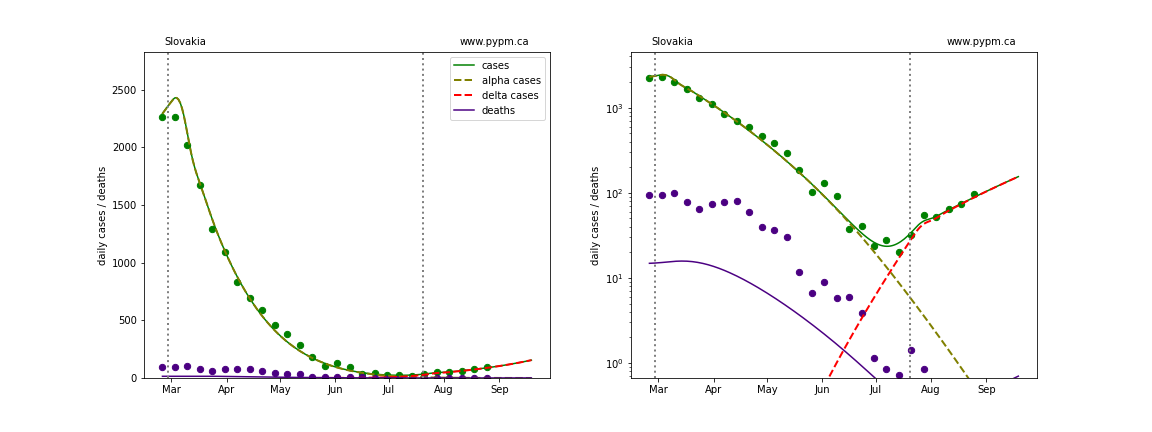 Slovakia www.pypm.ca
cases
alpha cases
delta cases
deaths
daily cases / deaths
2500
2000
1500
1000
500
0
Mar Apr May Jun Jul Aug Sep
Slovakia www.pypm.ca
daily cases / deaths
10³
10²
10¹
10⁰
Mar Apr May Jun Jul Aug Sep